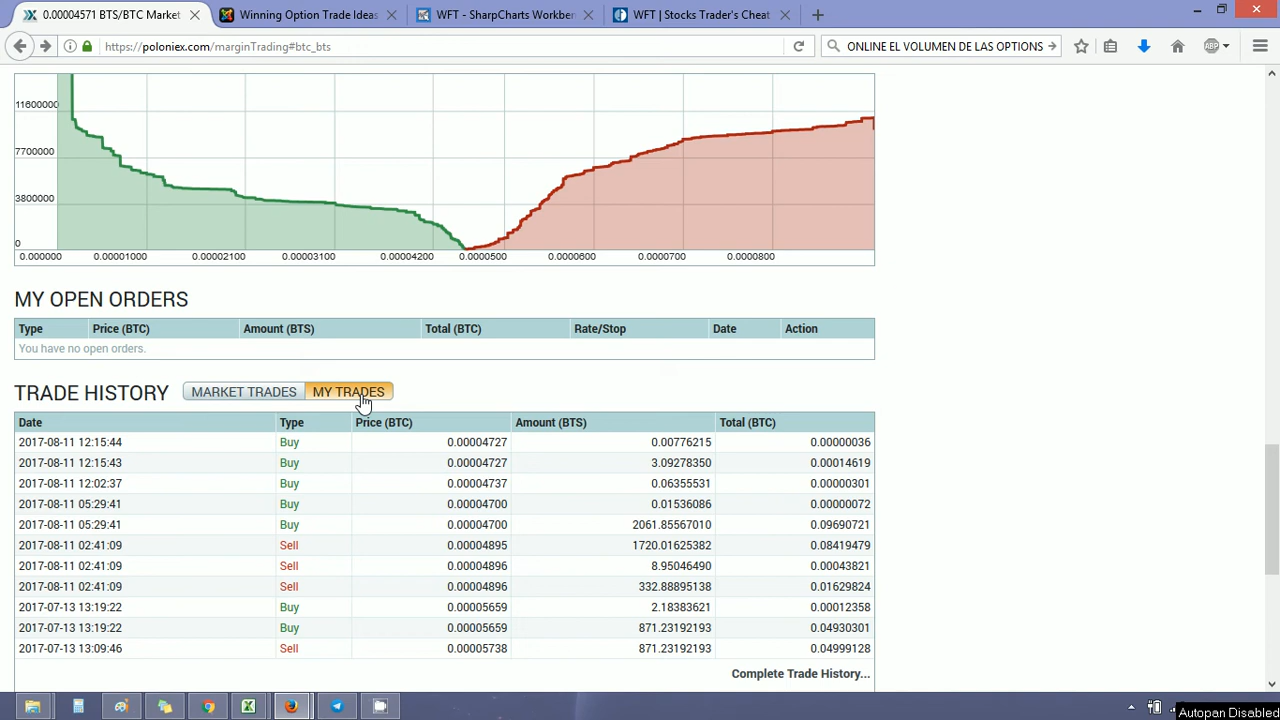 0.00004571 BTS/BTC Market
Winning Option Trade Ideas
WFT - SharpCharts Workben
WFT | Stocks Trader's Cheat
https://poloniex.com/marginTrading#btc_bts
ONLINE EL VOLUMEN DE LAS OPTIONS
ABP
11600000
7700000
3800000
0
0.000000 0.00001000 0.00002100 0.00003100 0.00004200 0.0000500 0.0000600 0.0000700 0.0000800
MY OPEN ORDERS
Type Price (BTC) Amount (BTS) Total (BTC) Rate/Stop Date Action
You have no open orders.
TRADE HISTORY MARKET TRADES MY TRADES
Date Type Price (BTC) Amount (BTS) Total (BTC)
2017-08-11 12:15:44 Buy 0.00004727 0.00776215 0.00000036
2017-08-11 12:15:43 Buy 0.00004727 3.09278350 0.00014619
2017-08-11 12:02:37 Buy 0.00004737 0.06355531 0.00000301
2017-08-11 05:29:41 Buy 0.00004700 0.01536086 0.00000072
2017-08-11 05:29:41 Buy 0.00004700 2061.85567010 0.09690721
2017-08-11 02:41:09 Sell 0.00004895 1720.01625382 0.08419479
2017-08-11 02:41:09 Sell 0.00004896 8.95046490 0.00043821
2017-08-11 02:41:09 Sell 0.00004896 332.88895138 0.01629824
2017-07-13 13:19:22 Buy 0.00005659 2.18383621 0.00012358
2017-07-13 13:19:22 Buy 0.00005659 871.23192193 0.04930301
2017-07-13 13:09:46 Sell 0.00005738 871.23192193 0.04999128
Complete Trade History...
Autopan Disabled